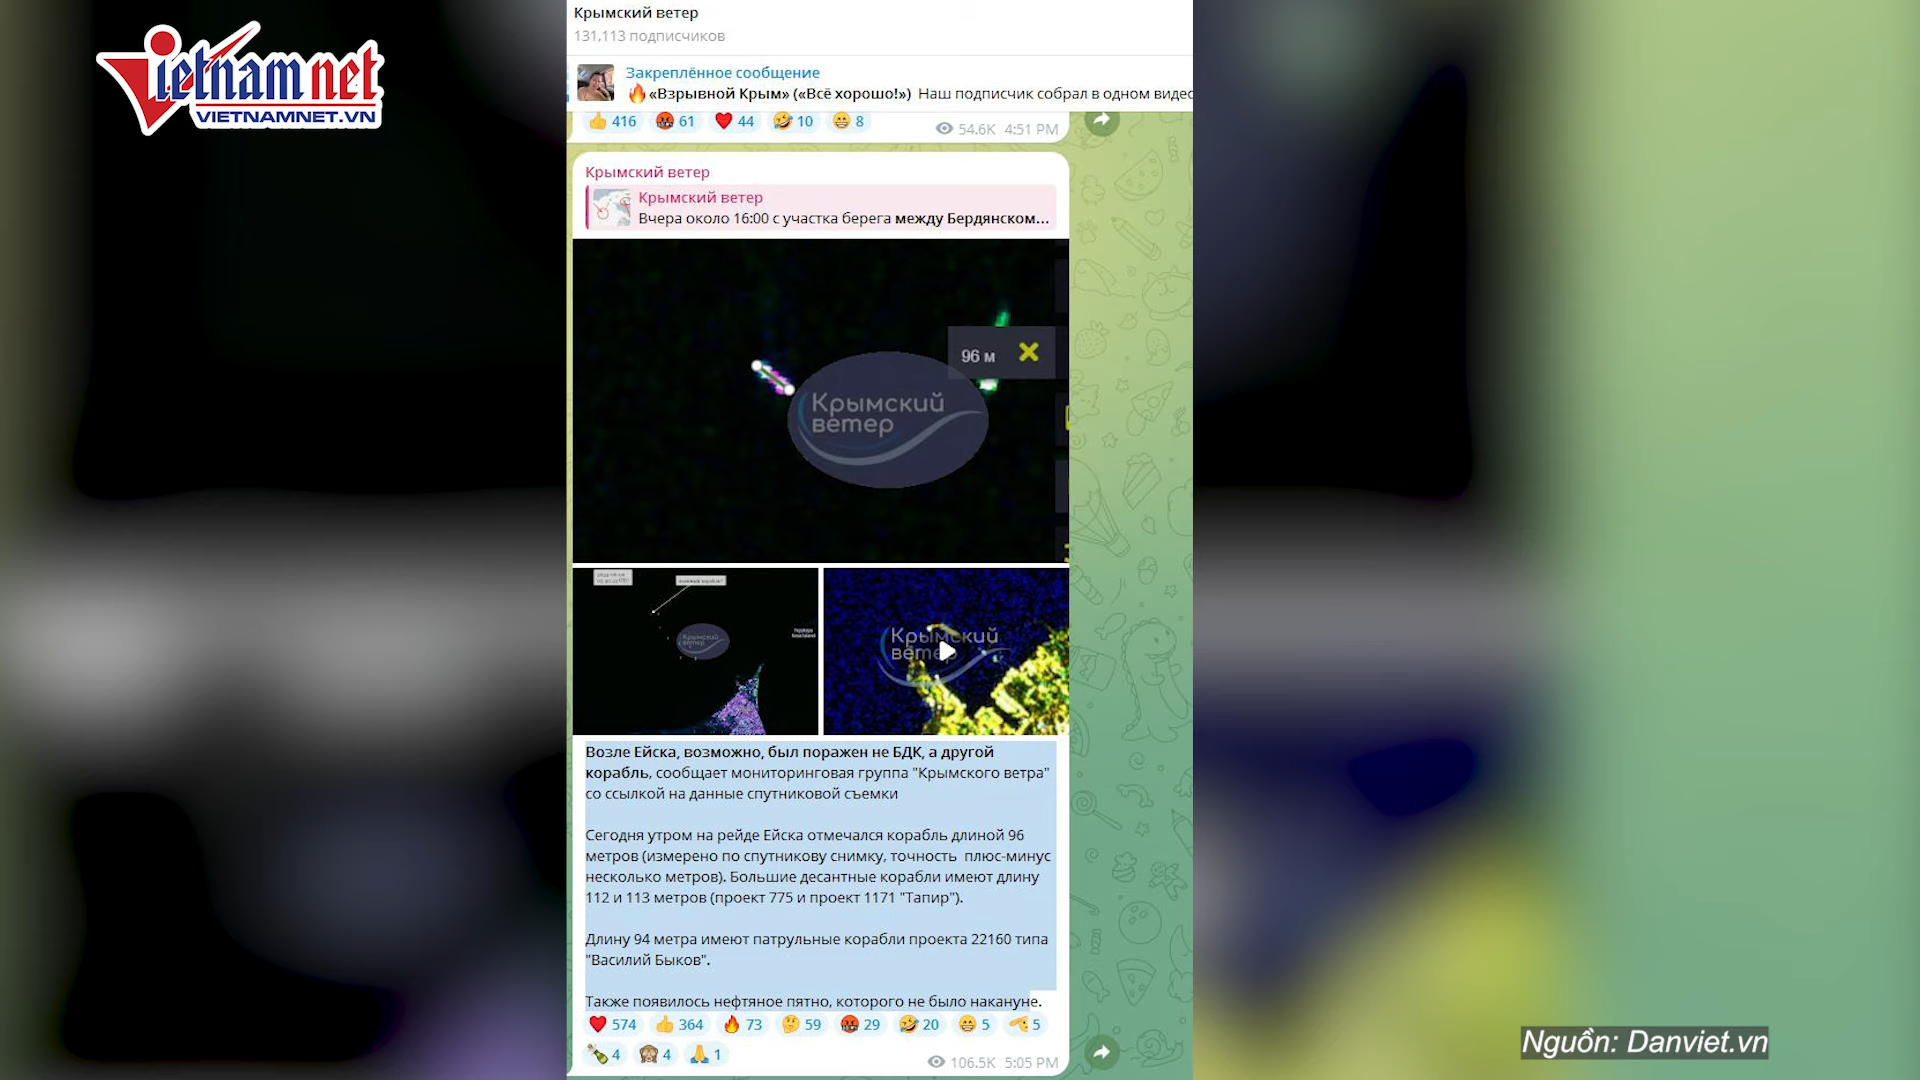 Vietnamnet
VIETNAMNET.VN
Крымский ветер
131,113 подписчиков
Закреплённое сообщение
🔥«Взрывной Крым» («Всё хорошо!») Наш подписчик собрал в одном видео
👍 416 🤬 61 ❤️ 44 🤣 10 😁 8
54.6K 4:51 PM
Крымский ветер
Крымский ветер
Вчера около 16:00 с участка берега между Бердянском...
96 м
Крымский
ветер
Крымский
ветер
Крымский
ветер
Возле Ейска, возможно, был поражен не БДК, а другой
корабль, сообщает мониторинговая группа "Крымского ветра"
со ссылкой на данные спутниковой съемки
Сегодня утром на рейде Ейска отмечался корабль длиной 96
метров (измерено по спутникову снимку, точность плюс-минус
несколько метров). Большие десантные корабли имеют длину
112 и 113 метров (проект 775 и проект 1171 "Тапир").
Длину 94 метра имеют патрульные корабли проекта 22160 типа
"Василий Быков".
Также появилось нефтяное пятно, которого не было накануне.
❤️ 574 👍 364 🔥 73 🤔 59 🤬 29 🤣 20 😁 5 🫡 5
🍾 4 🙈 4 🙏 1
106.5K 5:05 PM
Nguồn: Danviet.vn